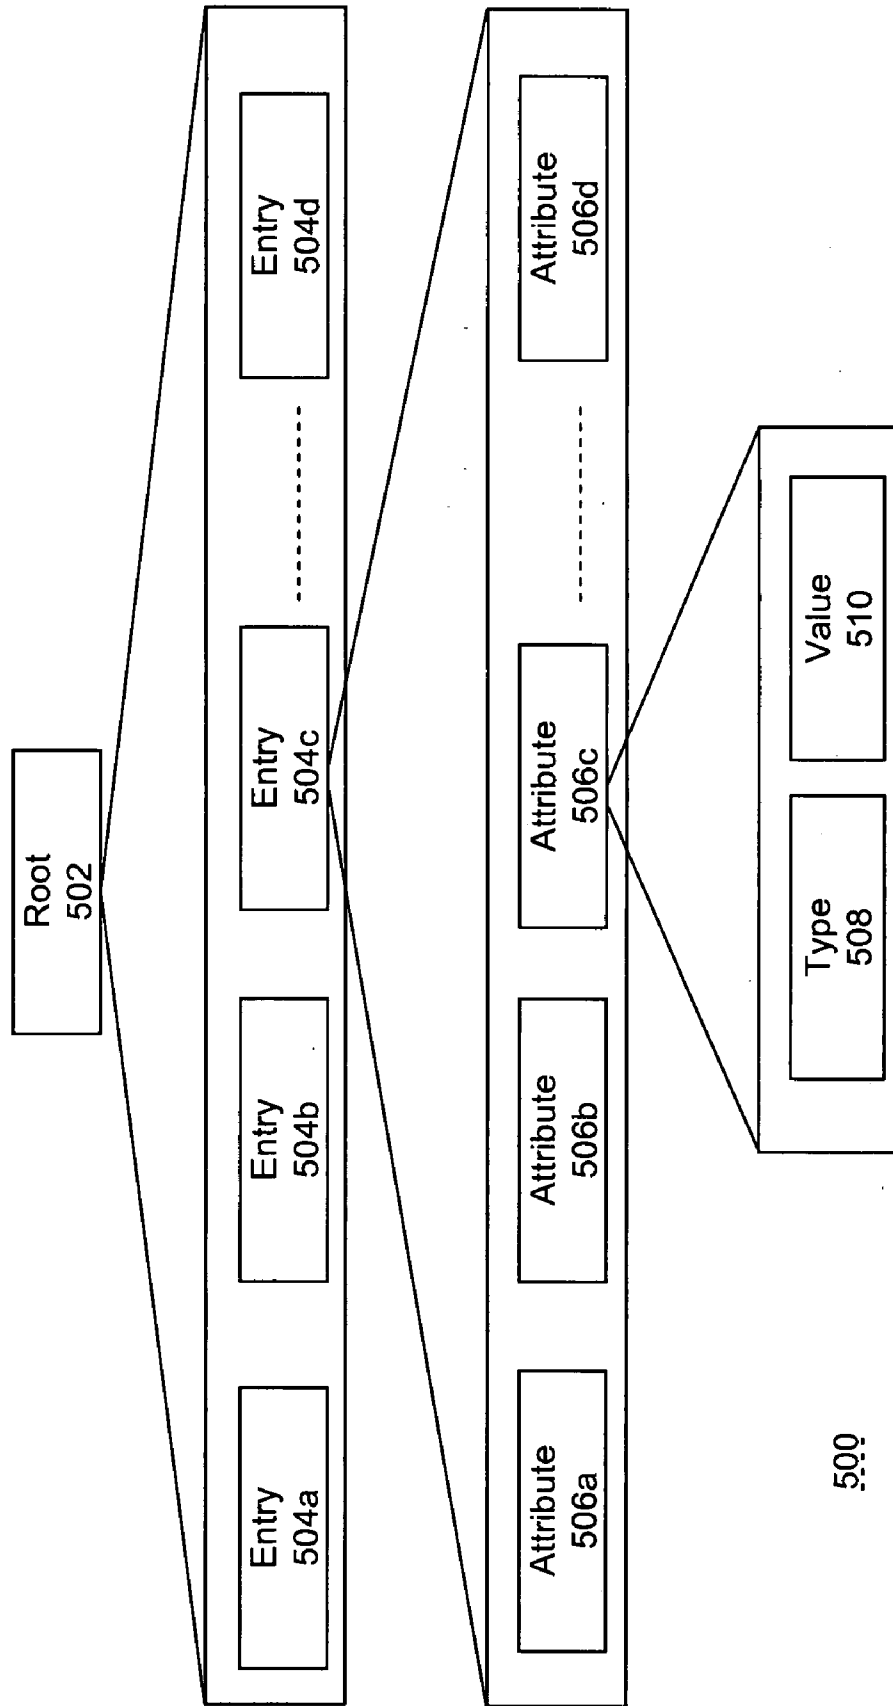 Root
502
Entry
504a
Entry
504b
Entry
504c
Entry
504d
Attribute
506a
Attribute
506b
Attribute
506c
Attribute
506d
Type
508
Value
510
500